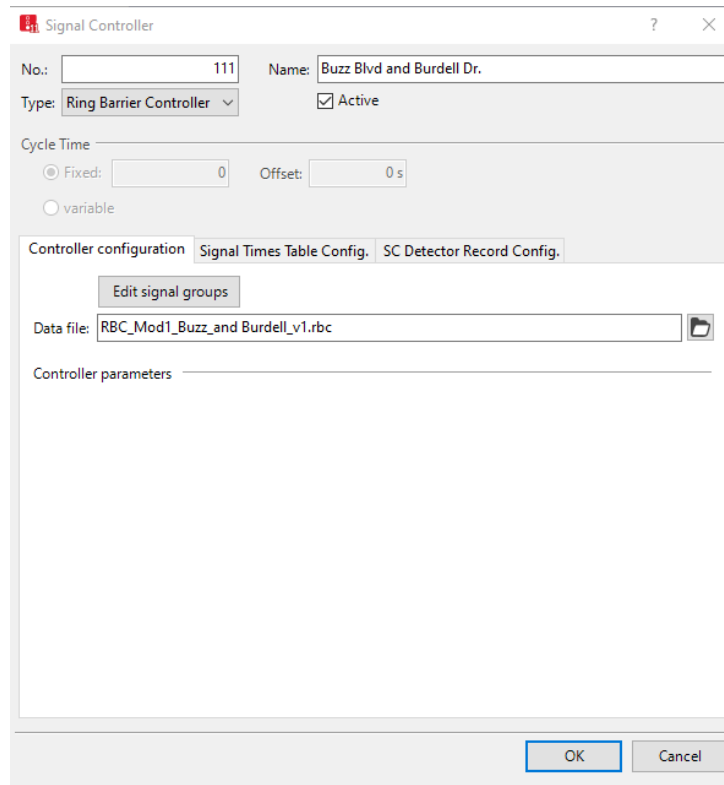 Signal Controller ?
No.: 111 Name: Buzz Blvd and Burdell Dr.
Type: Ring Barrier Controller Active
Cycle Time
Fixed: 0 Offset: 0 s
variable
Controller configuration Signal Times Table Config. SC Detector Record Config.
Edit signal groups
Data file: RBC_Mod1_Buzz_and Burdell_v1.rbc
Controller parameters
OK Cancel